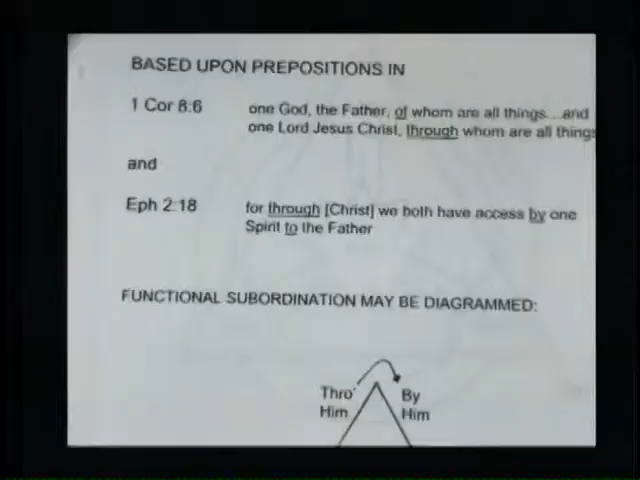 BASED UPON PREPOSITIONS IN
1 Cor 8:6
one God, the Father, of whom are all things...and
one Lord Jesus Christ, through whom are all things
and
Eph 2:18
for through [Christ] we both have access by one
Spirit to the Father
FUNCTIONAL SUBORDINATION MAY BE DIAGRAMMED:
Thro' By
Him Him